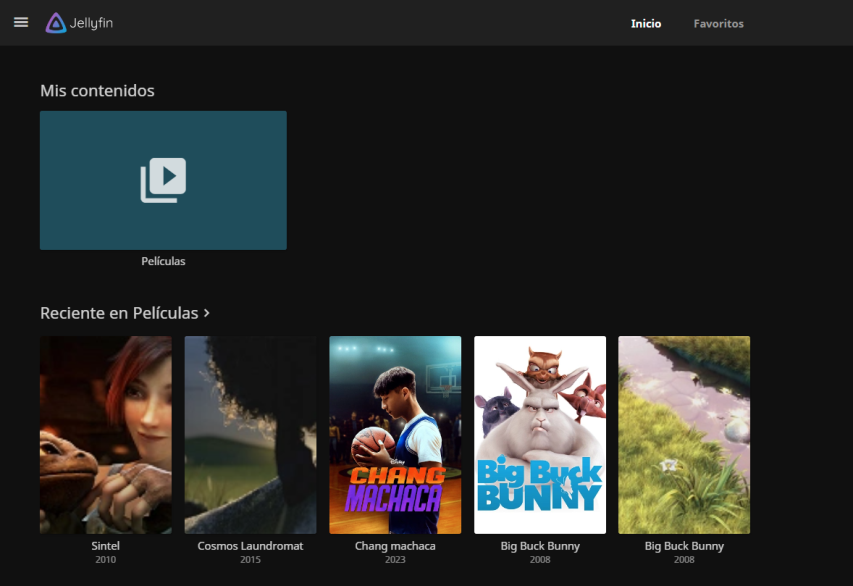 Jellyfin
Inicio
Favoritos
Mis contenidos
Películas
Reciente en Películas
Disney
CHANG
MACHACA
Big Buck
BUNNY
Sintel
2010
Cosmos Laundromat
2015
Chang machaca
2023
Big Buck Bunny
2008
Big Buck Bunny
2008